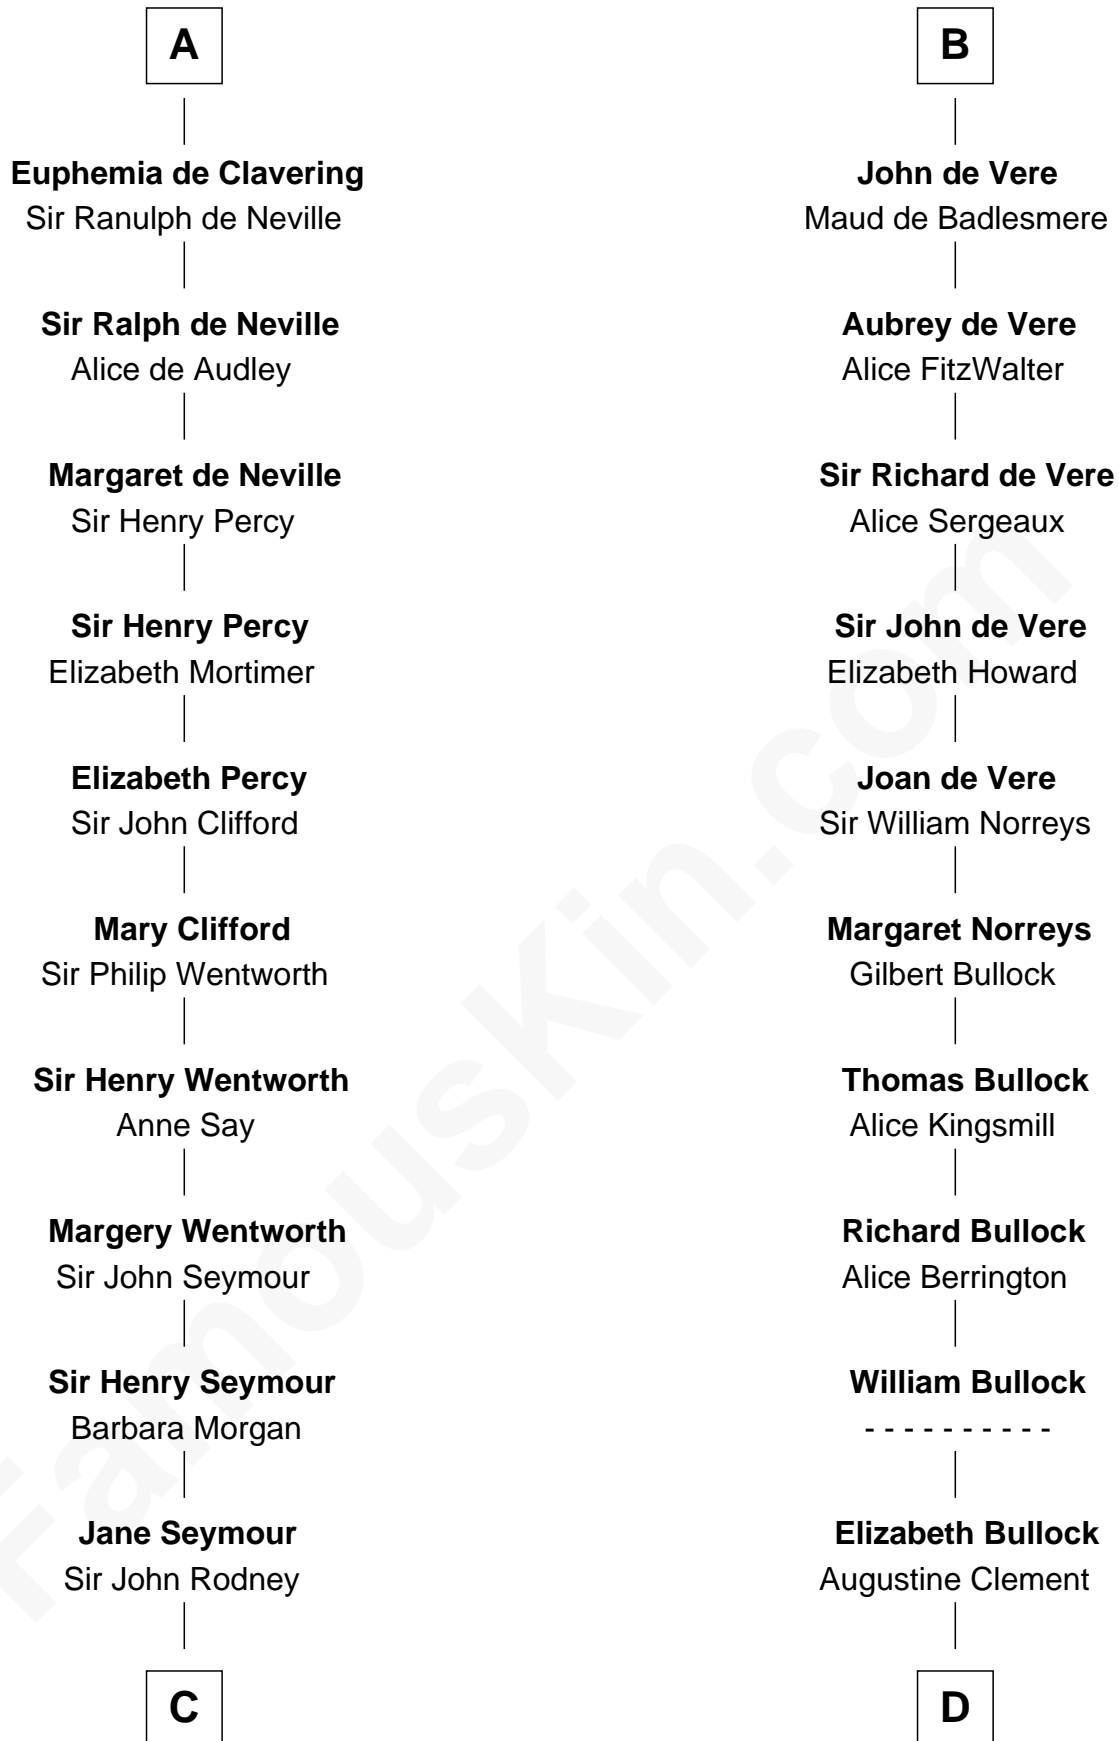 A
Euphemia de Clavering
Sir Ranulph de Neville
Sir Ralph de Neville
Alice de Audley
Margaret de Neville
Sir Henry Percy
Sir Henry Percy
Elizabeth Mortimer
Elizabeth Percy
Sir John Clifford
Mary Clifford
Sir Philip Wentworth
Sir Henry Wentworth
Anne Say
Margery Wentworth
Sir John Seymour
Sir Henry Seymour
Barbara Morgan
Jane Seymour
Sir John Rodney
C
B
John de Vere
Maud de Badlesmere
Aubrey de Vere
Alice FitzWalter
Sir Richard de Vere
Alice Sergeaux
Sir John de Vere
Elizabeth Howard
Joan de Vere
Sir William Norreys
Margaret Norreys
Gilbert Bullock
Thomas Bullock
Alice Kingsmill
Richard Bullock
Alice Berrington
William Bullock
- - - - - - - - - -
Elizabeth Bullock
Augustine Clement
D
FamousKin.com